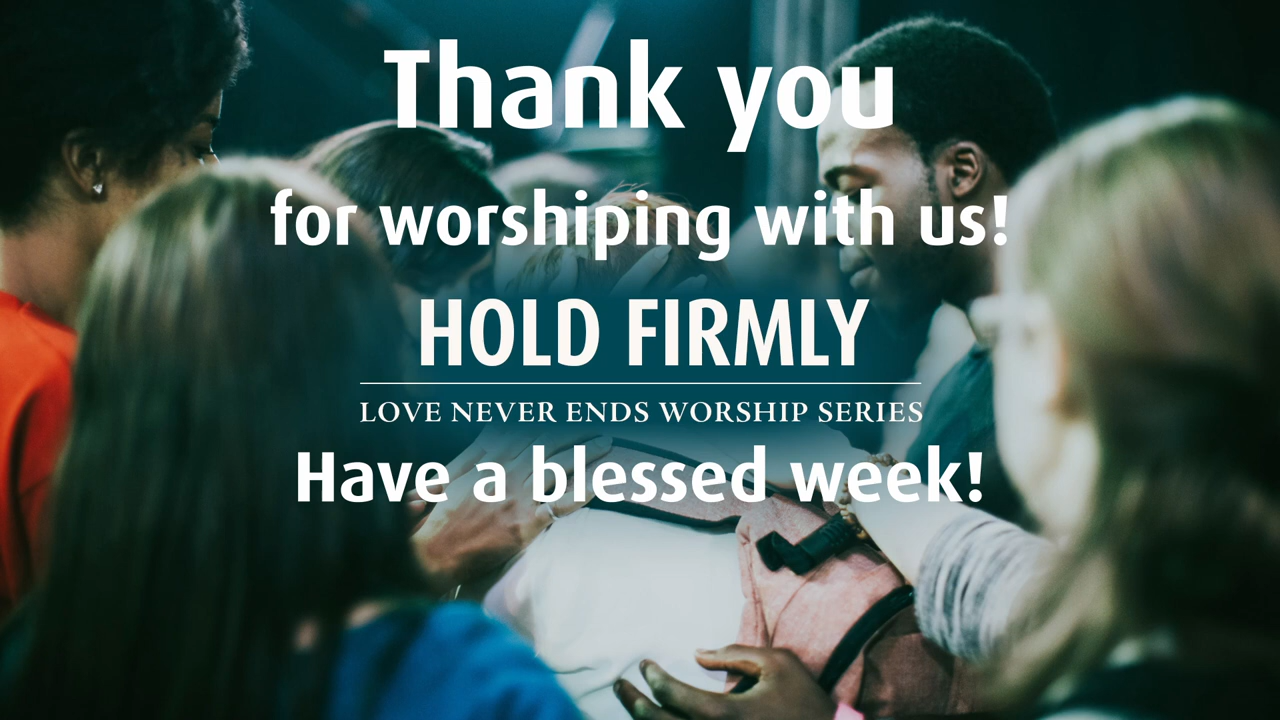 Thank you
for worshiping with us!
HOLD FIRMLY
LOVE NEVER ENDS WORSHIP SERIES
Have a blessed week!